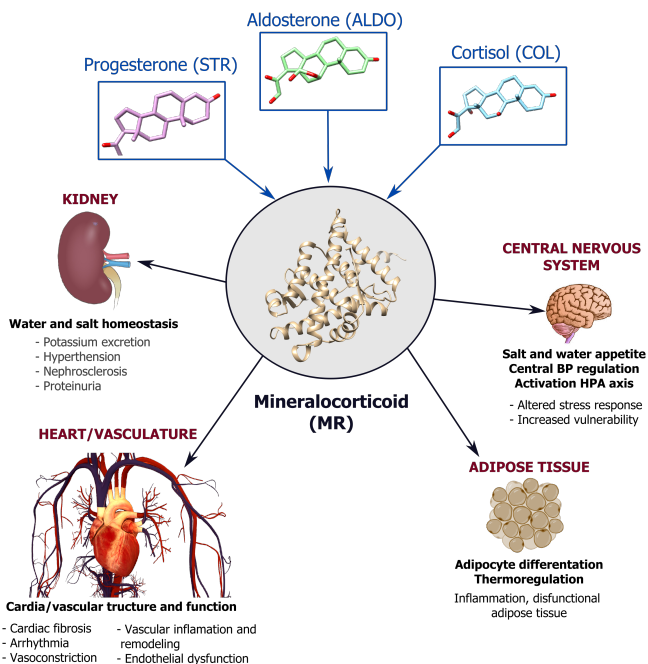 Aldosterone (ALDO)
Progesterone (STR)
Cortisol (COL)
KIDNEY
Water and salt homeostasis
- Potassium excretion
- Hyperthension
- Nephrosclerosis
- Proteinuria
CENTRAL NERVOUS
SYSTEM
Salt and water appetite
Central BP regulation
Activation HPA axis
- Altered stress response
- Increased vulnerability
Mineralocorticoid
(MR)
HEART/VASCULATURE
Cardia/vascular tructure and function
- Cardiac fibrosis
- Arrhythmia
- Vasoconstriction
- Vascular inflamation and
remodeling
- Endothelial dysfunction
ADIPOSE TISSUE
Adipocyte differentation
Thermoregulation
Inflammation, disfunctional
adipose tissue